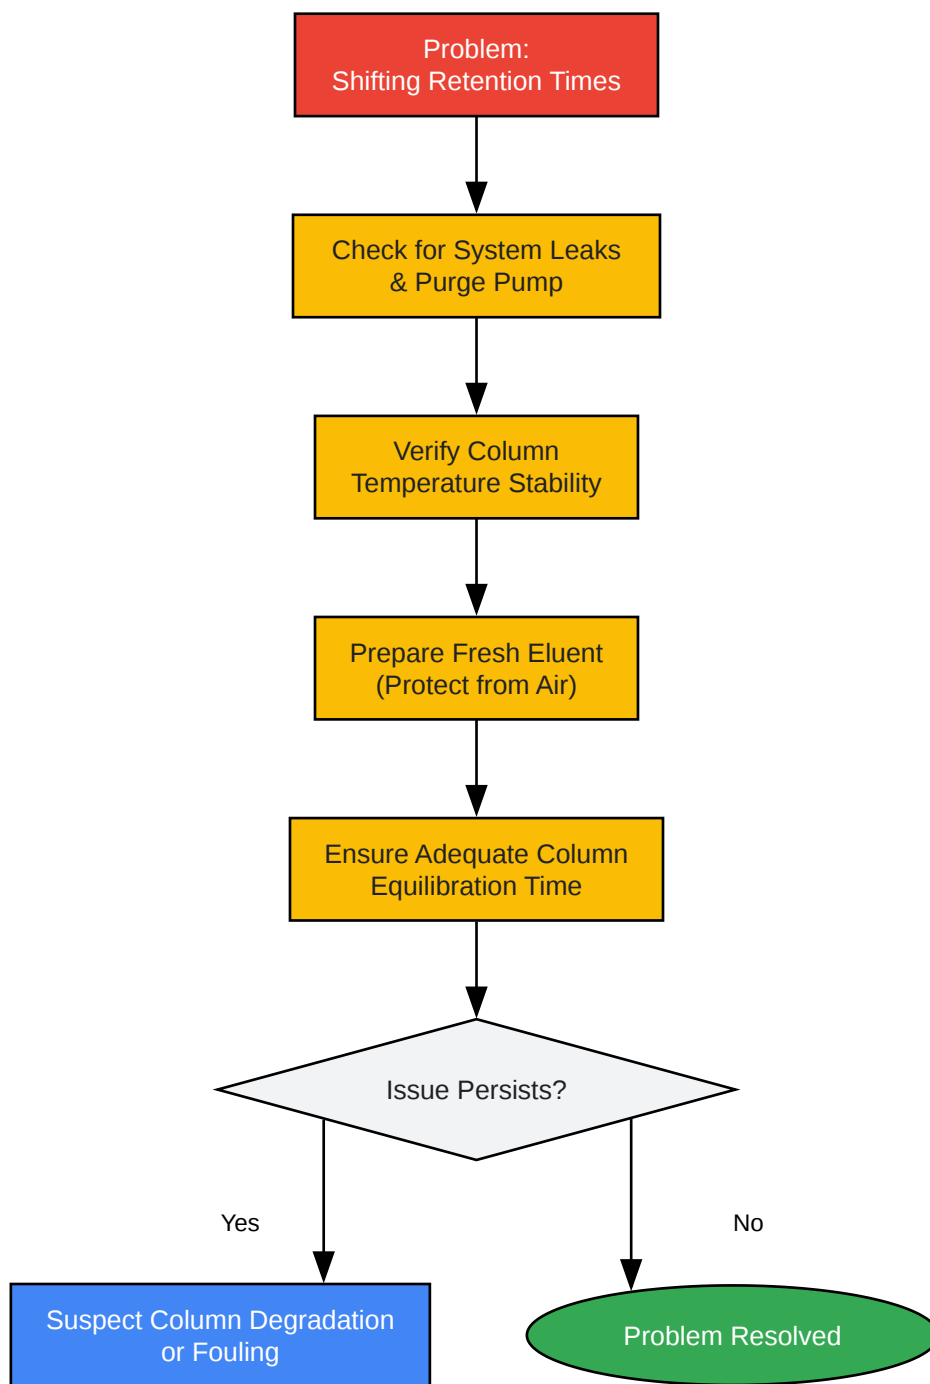 Problem:
Shifting Retention Times
Check for System Leaks
& Purge Pump
Verify Column
Temperature Stability
Prepare Fresh Eluent
(Protect from Air)
Ensure Adequate Column
Equilibration Time
Issue Persists?
Yes
No
Suspect Column Degradation
or Fouling
Problem Resolved